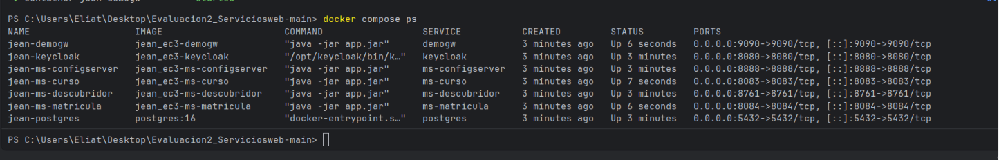 Container jean-demogw Started
PS C:\Users\Eliat\Desktop\Evaluacion2_Serviciosweb-main> docker compose ps
NAME IMAGE COMMAND SERVICE CREATED STATUS PORTS
jean-demogw jean_ec3-demogw "java -jar app.jar" demogw 3 minutes ago Up 6 seconds 0.0.0.0:9090->9090/tcp, [::]:9090->9090/tcp
jean-keycloak jean_ec3-keycloak "/opt/keycloak/bin/k…" keycloak 3 minutes ago Up 3 minutes 0.0.0.0:8080->8080/tcp, [::]:8080->8080/tcp
jean-ms-configserver jean_ec3-ms-configserver "java -jar app.jar" ms-configserver 3 minutes ago Up 3 minutes 0.0.0.0:8888->8888/tcp, [::]:8888->8888/tcp
jean-ms-curso jean_ec3-ms-curso "java -jar app.jar" ms-curso 3 minutes ago Up 7 seconds 0.0.0.0:8083->8083/tcp, [::]:8083->8083/tcp
jean-ms-descubridor jean_ec3-ms-descubridor "java -jar app.jar" ms-descubridor 3 minutes ago Up 3 minutes 0.0.0.0:8761->8761/tcp, [::]:8761->8761/tcp
jean-ms-matricula jean_ec3-ms-matricula "java -jar app.jar" ms-matricula 3 minutes ago Up 6 seconds 0.0.0.0:8084->8084/tcp, [::]:8084->8084/tcp
jean-postgres postgres:16 "docker-entrypoint.s…" postgres 3 minutes ago Up 3 minutes 0.0.0.0:5432->5432/tcp, [::]:5432->5432/tcp
PS C:\Users\Eliat\Desktop\Evaluacion2_Serviciosweb-main>